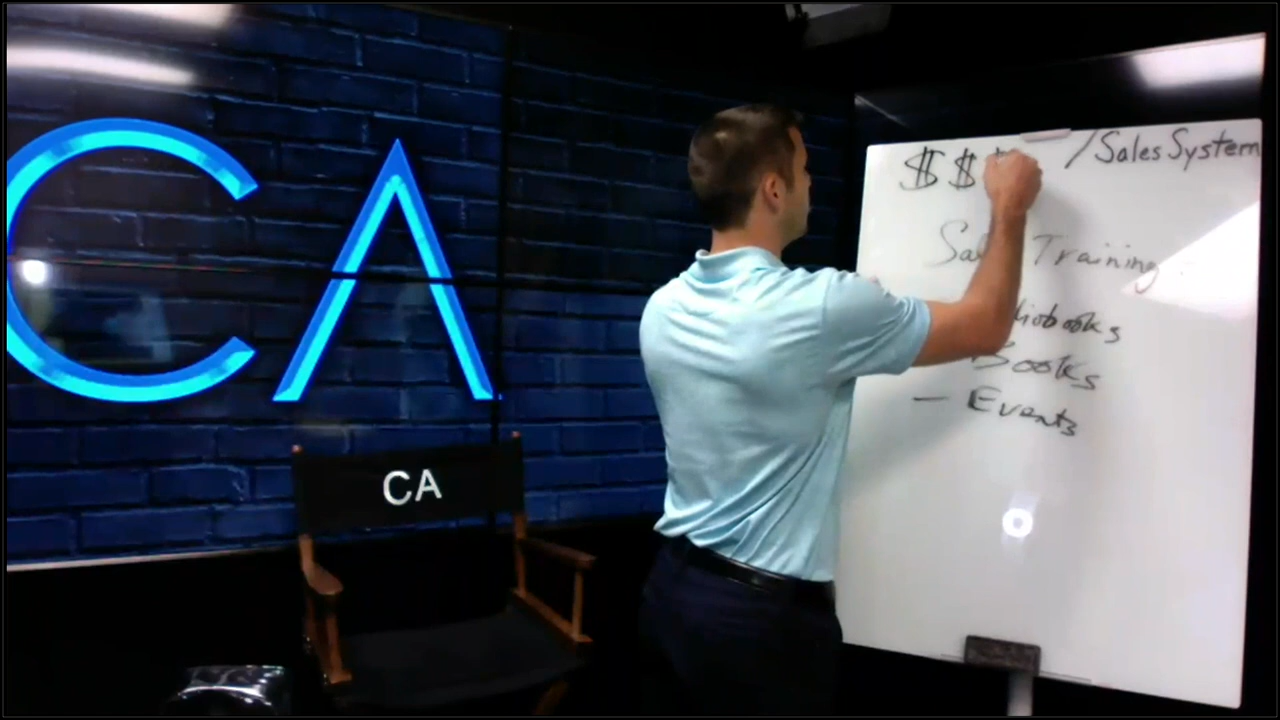 CA
CA
$ $ $ / Sales System
Training
Books
— Events